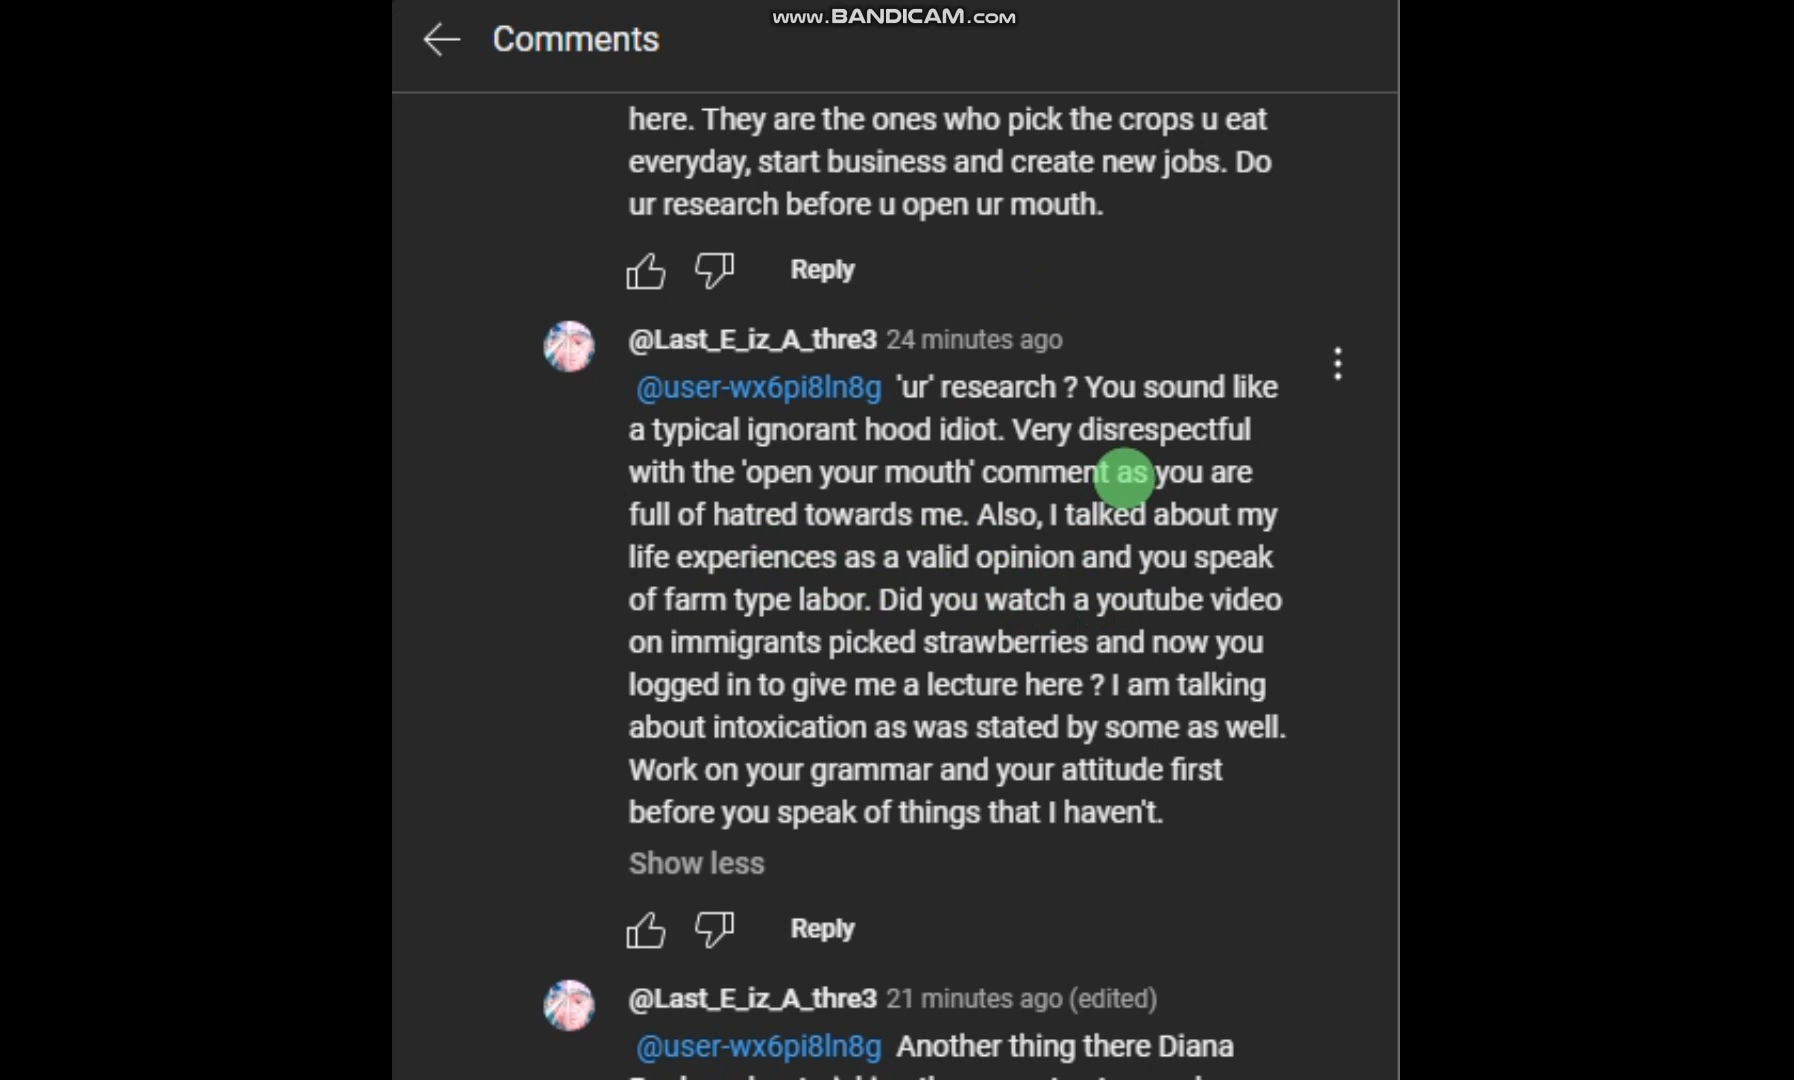 www.BANDICAM.com
Comments
here. They are the ones who pick the crops u eat
everyday, start business and create new jobs. Do
ur research before u open ur mouth.
Reply
@Last_E_iz_A_thre3 24 minutes ago
@user-wx6pi8ln8g 'ur' research ? You sound like
a typical ignorant hood idiot. Very disrespectful
with the 'open your mouth' comment as you are
full of hatred towards me. Also, I talked about my
life experiences as a valid opinion and you speak
of farm type labor. Did you watch a youtube video
on immigrants picked strawberries and now you
logged in to give me a lecture here ? I am talking
about intoxication as was stated by some as well.
Work on your grammar and your attitude first
before you speak of things that I haven't.
Show less
Reply
@Last_E_iz_A_thre3 21 minutes ago (edited)
@user-wx6pi8ln8g Another thing there Diana